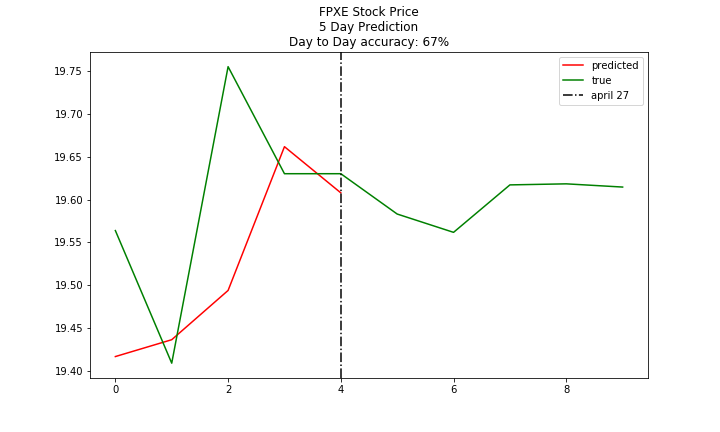 FPXE Stock Price
5 Day Prediction
Day to Day accuracy: 67%
predicted
true
april 27
19.75
19.70
19.65
19.60
19.55
19.50
19.45
19.40
0 2 4 6 8